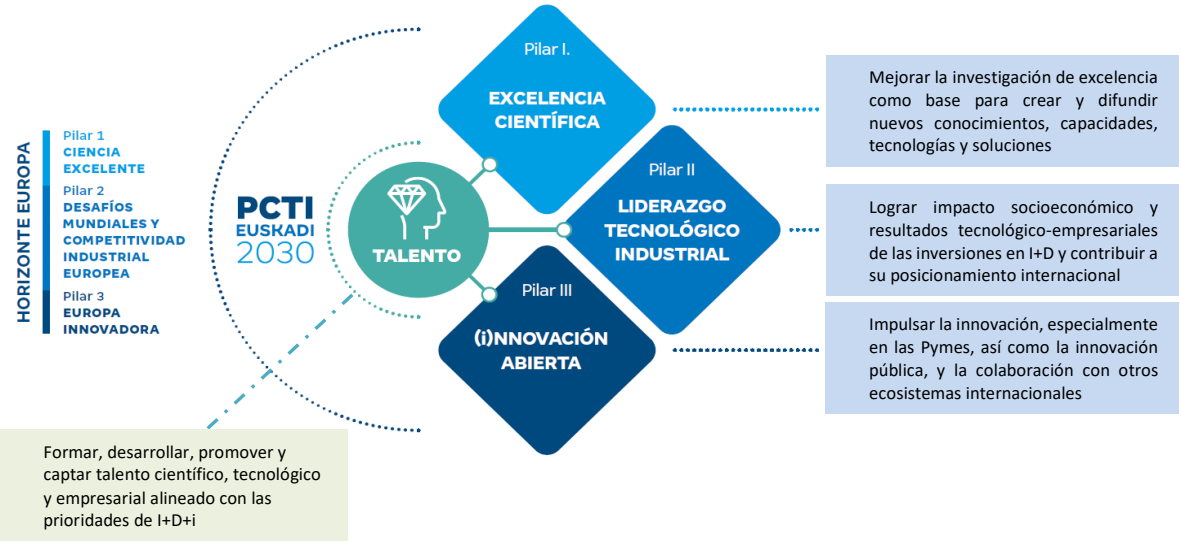 HORIZONTE EUROPA
Pilar 1
CIENCIA
EXCELENTE
Pilar 2
DESAFÍOS
MUNDIALES Y
COMPETITIVIDAD
INDUSTRIAL
EUROPEA
Pilar 3
EUROPA
INNOVADORA
PCTI
EUSKADI
2030
TALENTO
Pilar I.
EXCELENCIA
CIENTÍFICA
Pilar II
LIDERAZGO
TECNOLÓGICO
INDUSTRIAL
Pilar III
(i)NNOVACIÓN
ABIERTA
Mejorar la investigación de excelencia
como base para crear y difundir
nuevos conocimientos, capacidades,
tecnologías y soluciones
Lograr impacto socioeconómico y
resultados tecnológico-empresariales
de las inversiones en I+D y contribuir a
su posicionamiento internacional
Impulsar la innovación, especialmente
en las Pymes, así como la innovación
pública, y la colaboración con otros
ecosistemas internacionales
Formar, desarrollar, promover y
captar talento científico, tecnológico
y empresarial alineado con las
prioridades de I+D+i